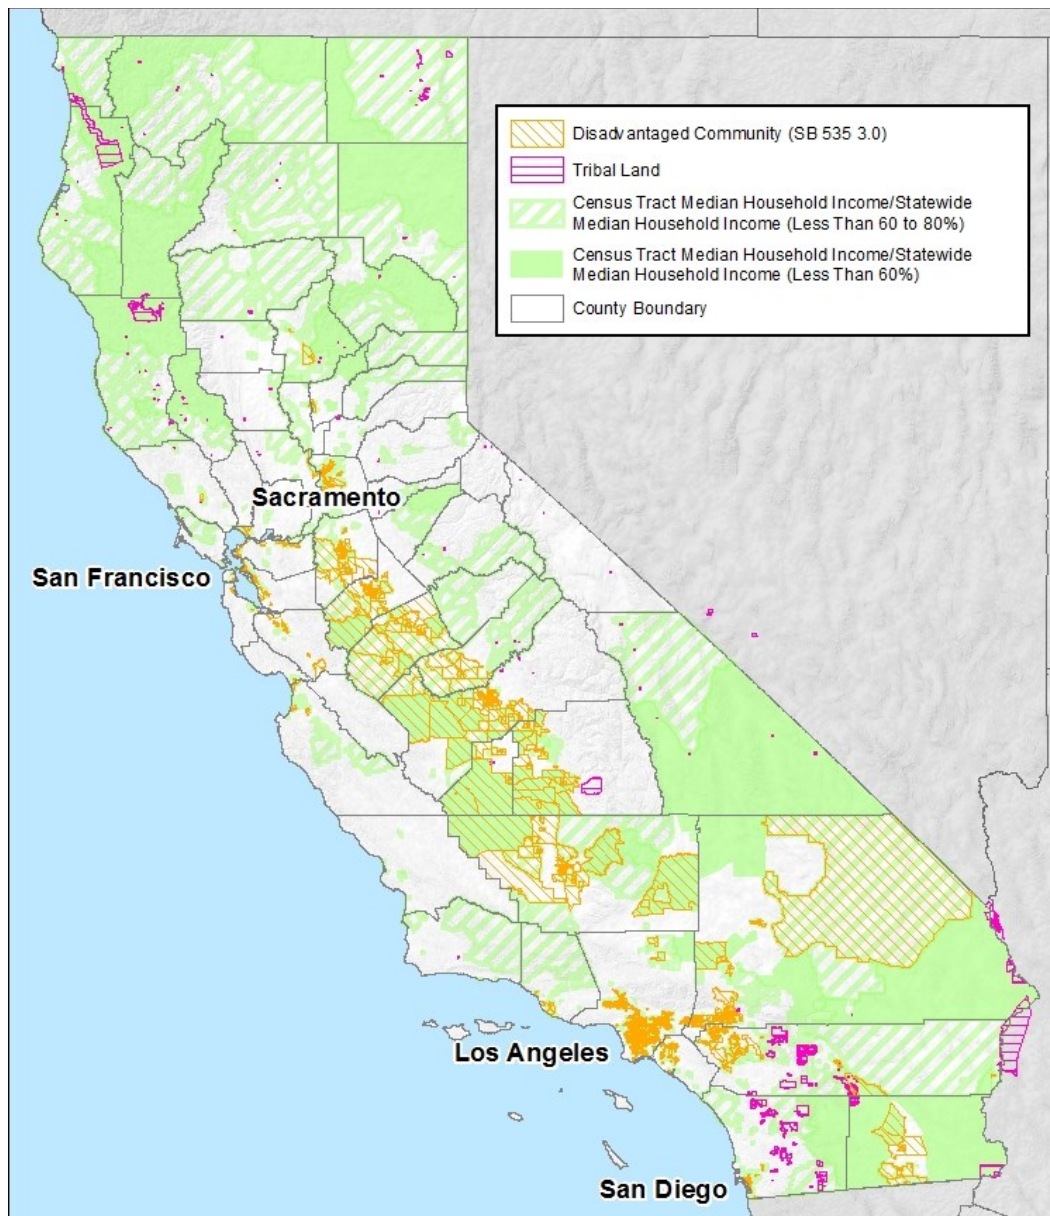 Disadvantaged Community (SB 535 3.0)
Tribal Land
Census Tract Median Household Income/Statewide
Median Household Income (Less Than 60 to 80%)
Census Tract Median Household Income/Statewide
Median Household Income (Less Than 60%)
County Boundary
Sacramento
San Francisco
Los Angeles
San Diego